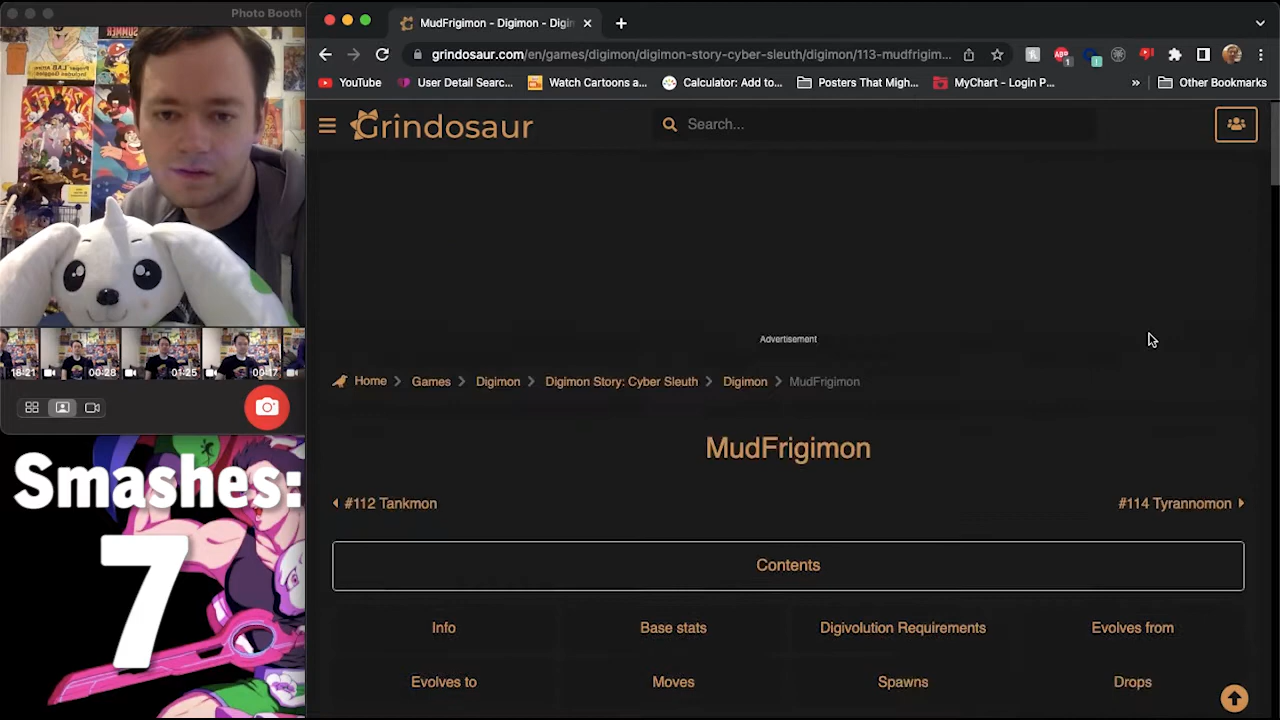 Photo Booth
MudFrigimon - Digimon - Digim
grindosaur.com/en/games/digimon/digimon-story-cyber-sleuth/digimon/113-mudfrigim...
YouTube
User Detail Searc...
Watch Cartoons a...
Calculator: Ao No...
Posters That Migh...
MyChart - Login P...
»
Other Bookmarks
Grindosaur
Search...
Advertisement
Home
Games
Digimon
Digimon Story: Cyber Sleuth
Digimon
MudFrigimon
MudFrigimon
#112 Tankmon
#114 Tyrannomon
Contents
Info
Base stats
Digivolution Requirements
Evolves from
Evolves to
Moves
Spawns
Drops
18:21
00:28
01:25
00:17
Smashes:
7